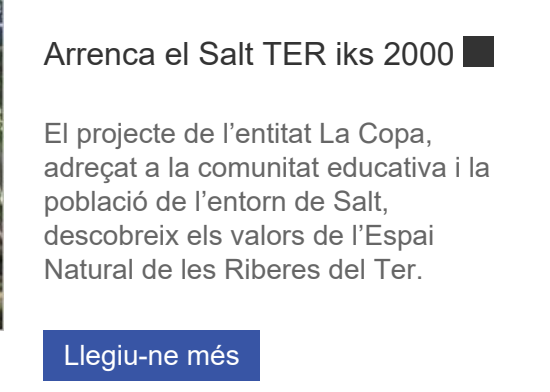 Arrenca el Salt TER iks 2000
El projecte de l’entitat La Copa,
adreçat a la comunitat educativa i la
població de l’entorn de Salt,
descobreix els valors de l’Espai
Natural de les Riberes del Ter.
Llegiu-ne més